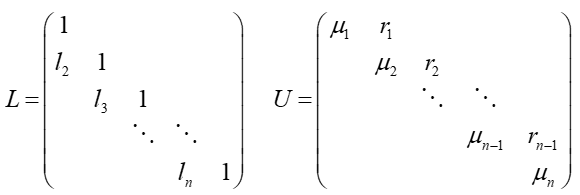 L = ( 1
l₂ 1
l₃ 1
⋱ ⋱
lₙ 1 )
U = ( μ₁ r₁
μ₂ r₂
⋱ ⋱
μₙ₋₁ rₙ₋₁
μₙ )